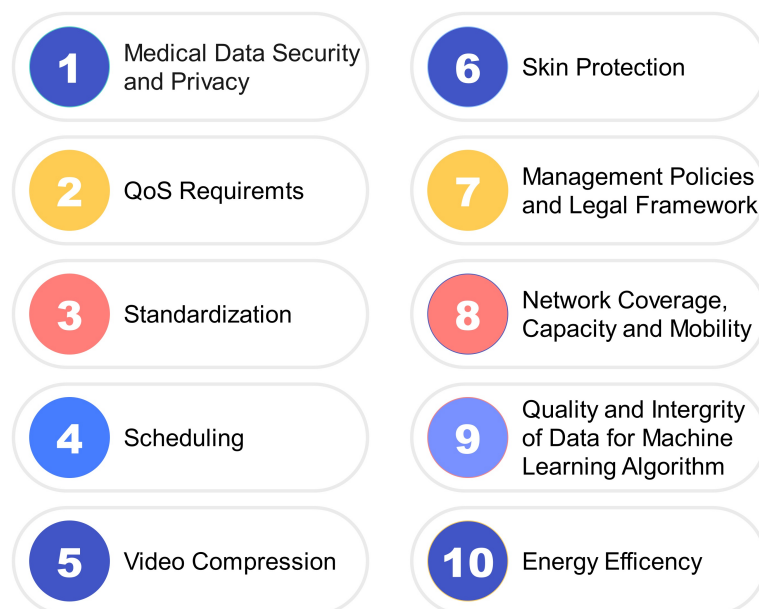 1
Medical Data Security
and Privacy
2
QoS Requiremts
3
Standardization
4
Scheduling
5
Video Compression
6
Skin Protection
7
Management Policies
and Legal Framework
8
Network Coverage,
Capacity and Mobility
9
Quality and Intergrity
of Data for Machine
Learning Algorithm
10
Energy Efficency